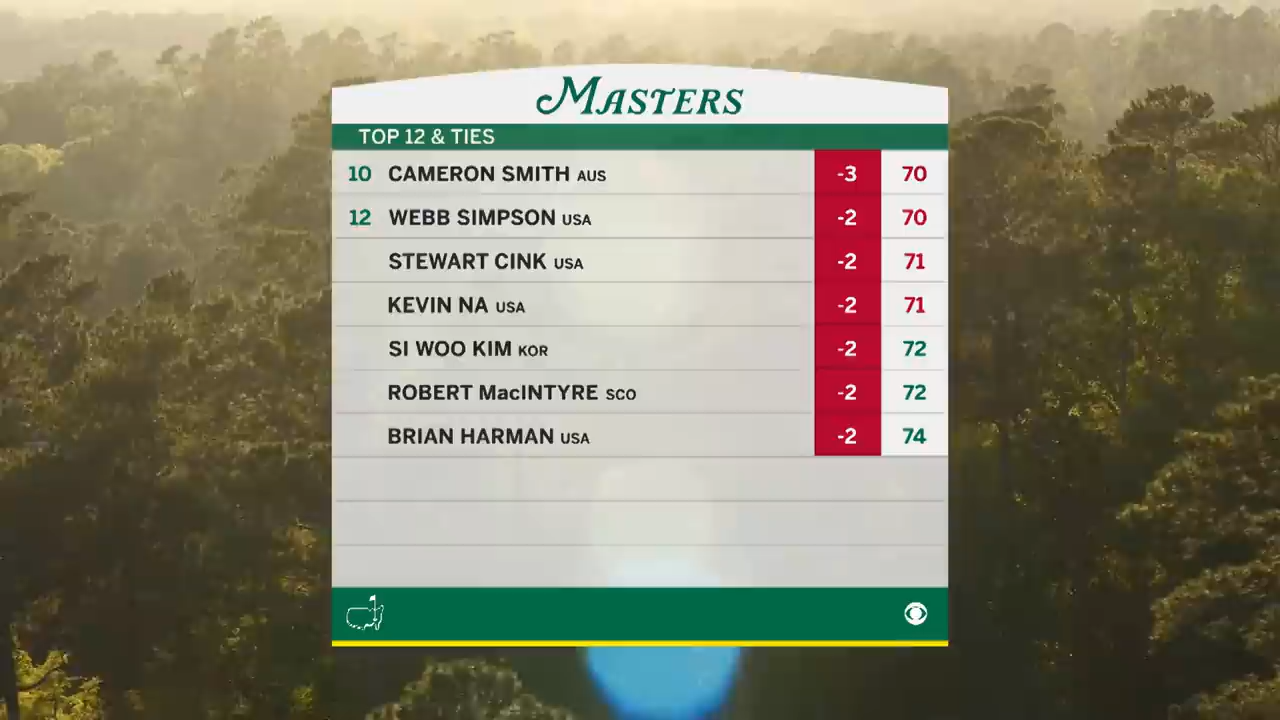 MASTERS
TOP 12 & TIES
10 CAMERON SMITH AUS -3 70
12 WEBB SIMPSON USA -2 70
STEWART CINK USA -2 71
KEVIN NA USA -2 71
SI WOO KIM KOR -2 72
ROBERT MacINTYRE SCO -2 72
BRIAN HARMAN USA -2 74